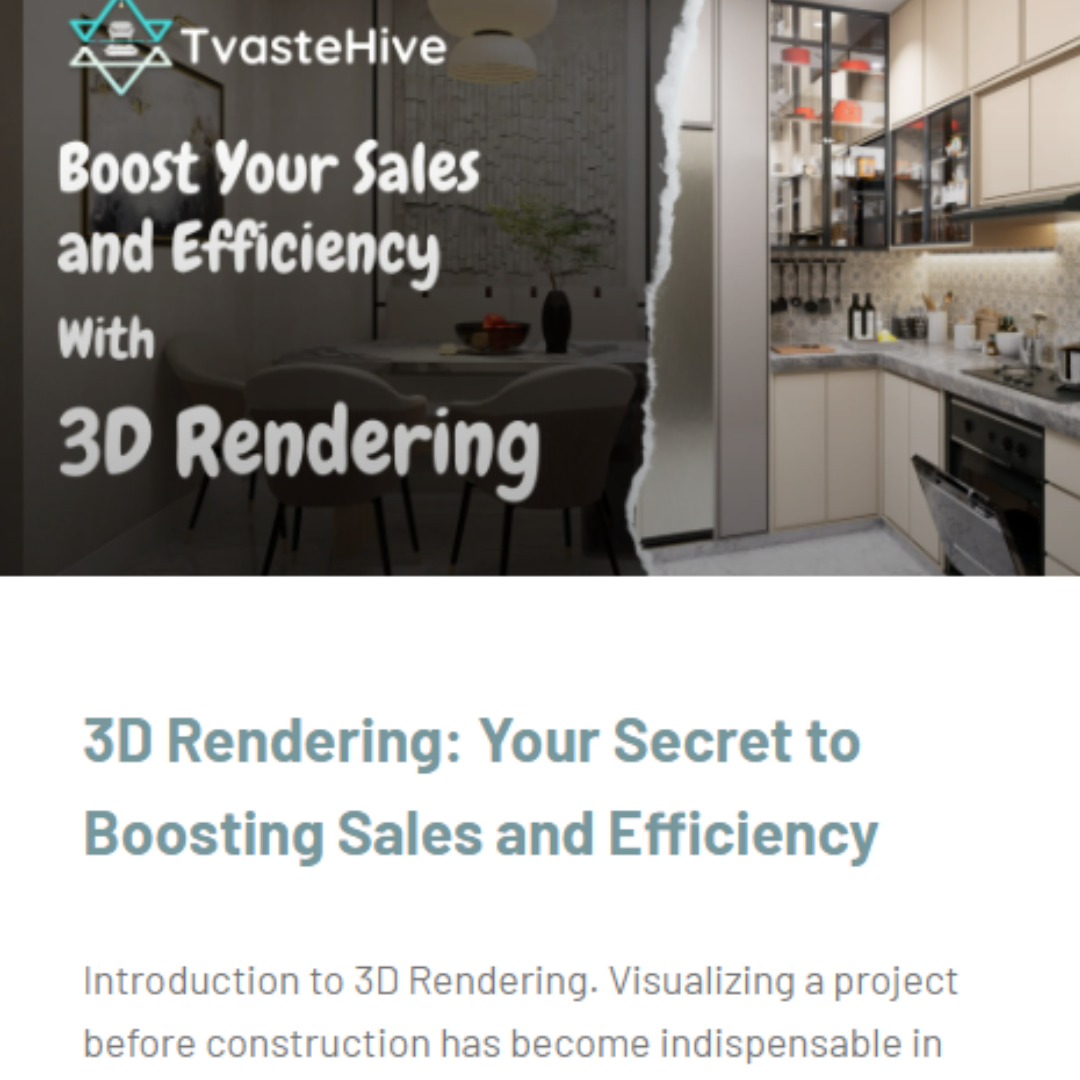 TvasteHive
Boost Your Sales
and Efficiency
With
3D Rendering
3D Rendering: Your Secret to
Boosting Sales and Efficiency
Introduction to 3D Rendering. Visualizing a project
before construction has become indispensable in